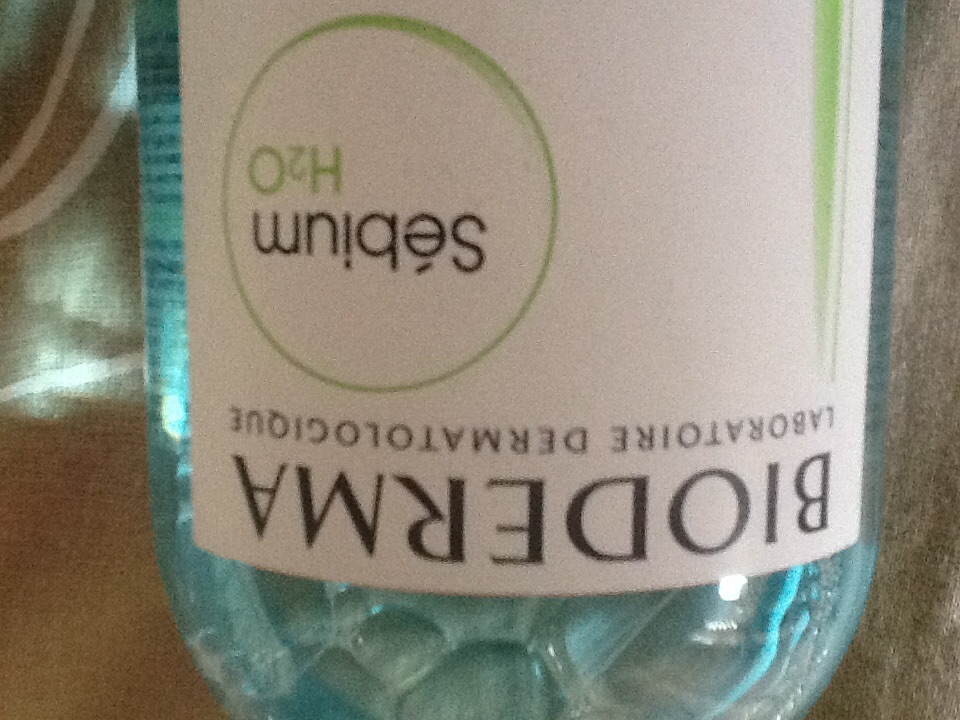 BIODERMA
LABORATOIRE DERMATOLOGIQUE
Sébium
H2O